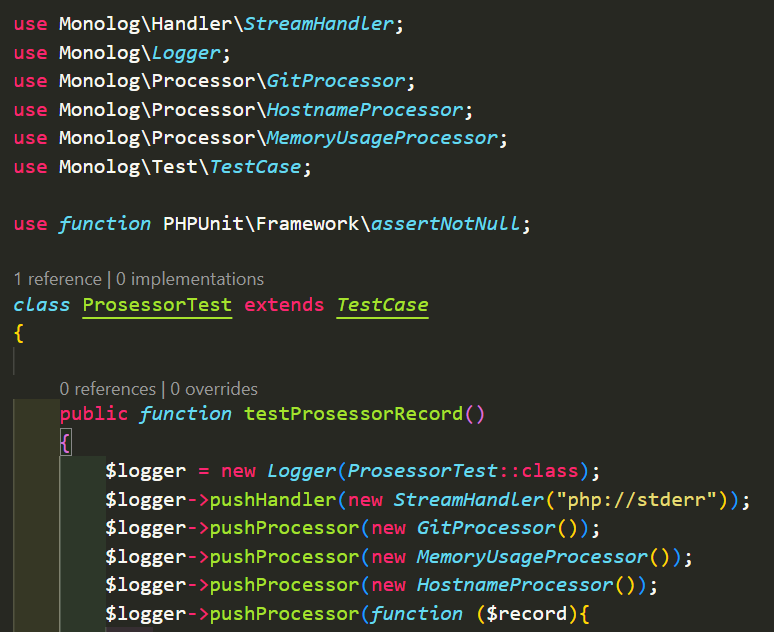 use Monolog\Handler\StreamHandler;
use Monolog\Logger;
use Monolog\Processor\GitProcessor;
use Monolog\Processor\HostnameProcessor;
use Monolog\Processor\MemoryUsageProcessor;
use Monolog\Test\TestCase;
use function PHPUnit\Framework\assertNotNull;
1 reference | 0 implementations
class ProsessorTest extends TestCase
{
0 references | 0 overrides
public function testProsessorRecord()
{
$logger = new Logger(ProsessorTest::class);
$logger->pushHandler(new StreamHandler("php://stderr"));
$logger->pushProcessor(new GitProcessor());
$logger->pushProcessor(new MemoryUsageProcessor());
$logger->pushProcessor(new HostnameProcessor());
$logger->pushProcessor(function ($record){